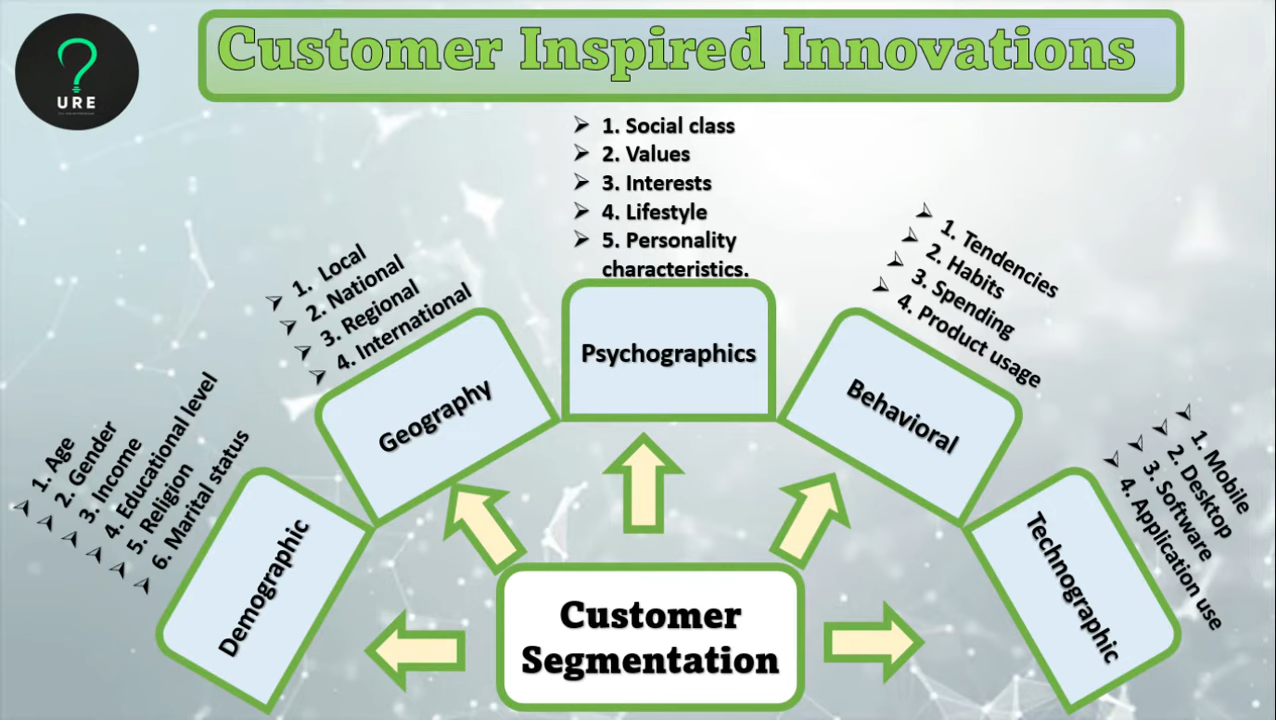 Customer Inspired Innovations
URE
1. Social class
2. Values
3. Interests
4. Lifestyle
5. Personality
characteristics.
1. Local
2. National
3. Regional
4. International
1. Tendencies
2. Habits
3. Spending
4. Product usage
1. Age
2. Gender
3. Income
4. Educational level
5. Religion
6. Marital status
1. Mobile
2. Desktop
3. Software
4. Application use
Demographic
Geography
Psychographics
Behavioral
Technographic
Customer
Segmentation